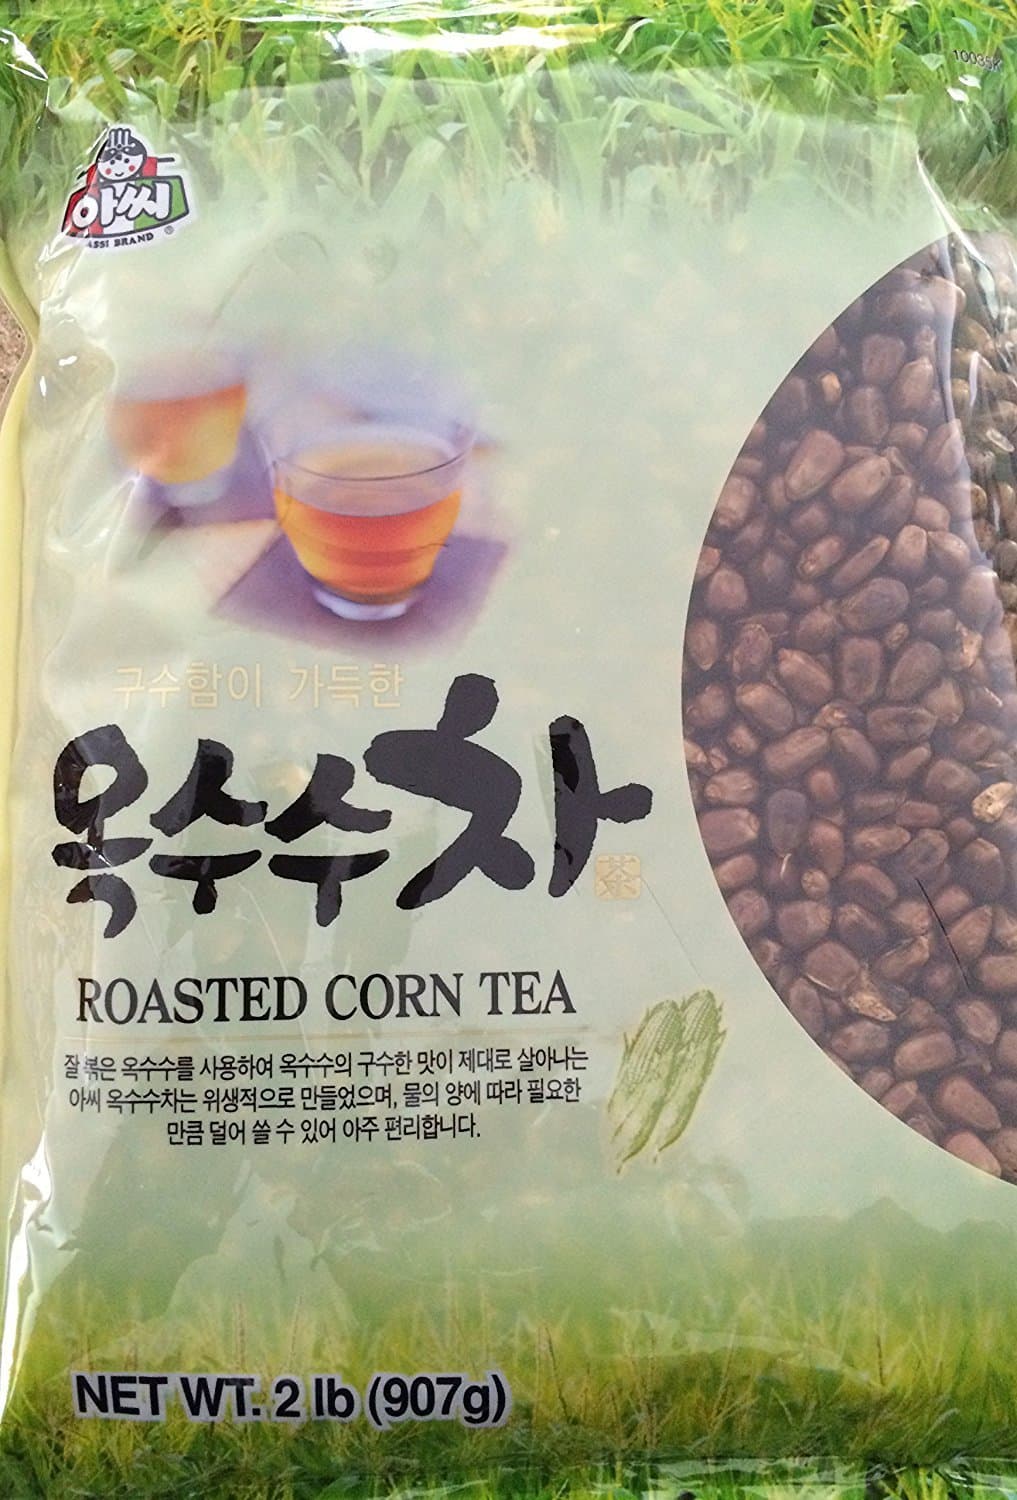 10035K
아씨
ASSI BRAND ®
구수함이 가득한
옥수수차
茶
ROASTED CORN TEA
잘 볶은 옥수수를 사용하여 옥수수의 구수한 맛이 제대로 살아나는
아씨 옥수수차는 위생적으로 만들었으며, 물의 양에 따라 필요한
만큼 덜어 쓸 수 있어 아주 편리합니다.
NET WT. 2 lb (907g)